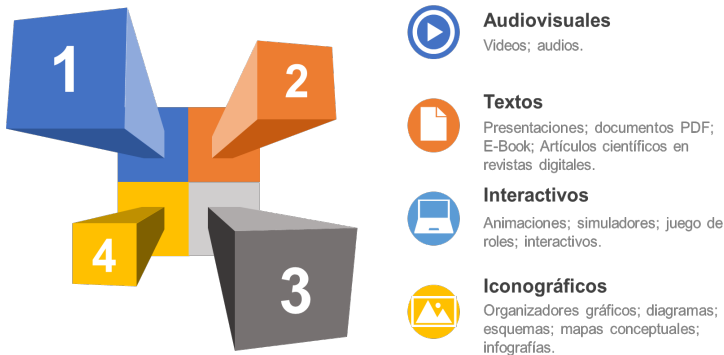 1
2
3
4
Audiovisuales
Videos; audios.
Textos
Presentaciones; documentos PDF;
E-Book; Artículos científicos en
revistas digitales.
Interactivos
Animaciones; simuladores; juego de
roles; interactivos.
Iconográficos
Organizadores gráficos; diagramas;
esquemas; mapas conceptuales;
infografías.